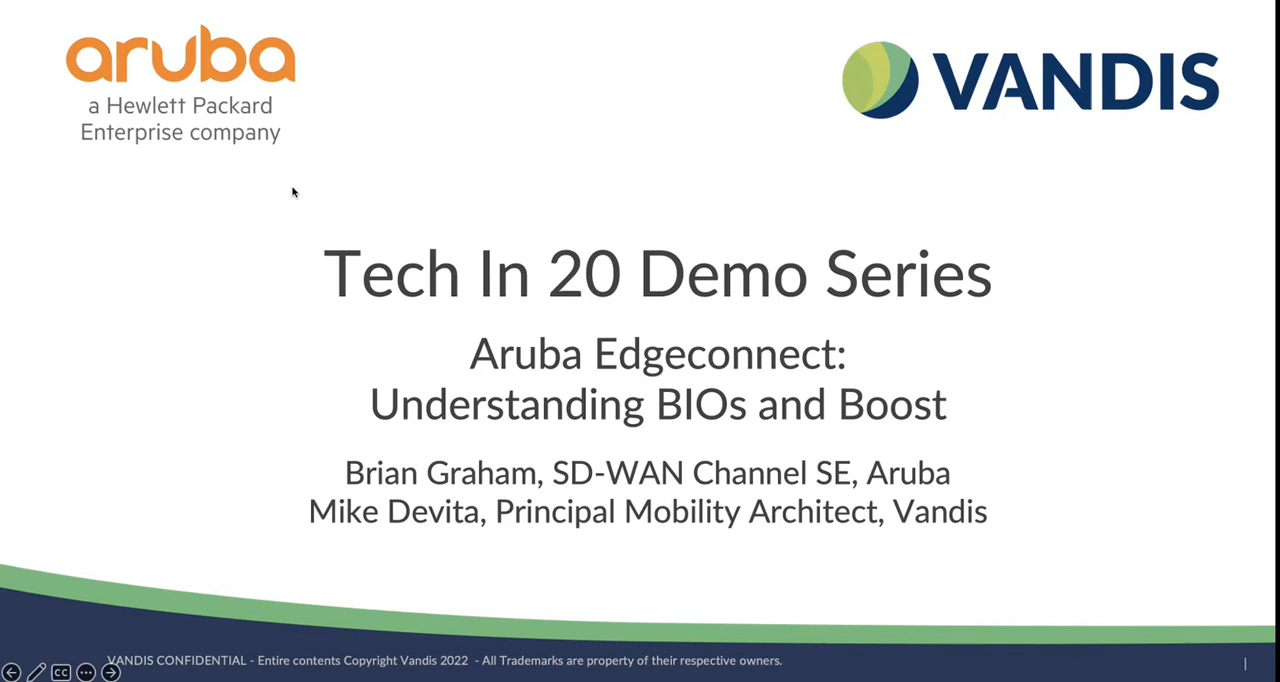 aruba
a Hewlett Packard
Enterprise company
VANDIS
Tech In 20 Demo Series
Aruba Edgeconnect:
Understanding BIOs and Boost
Brian Graham, SD-WAN Channel SE, Aruba
Mike Devita, Principal Mobility Architect, Vandis
VANDIS CONFIDENTIAL - Entire contents Copyright Vandis 2022 - All Trademarks are property of their respective owners.
CC
|